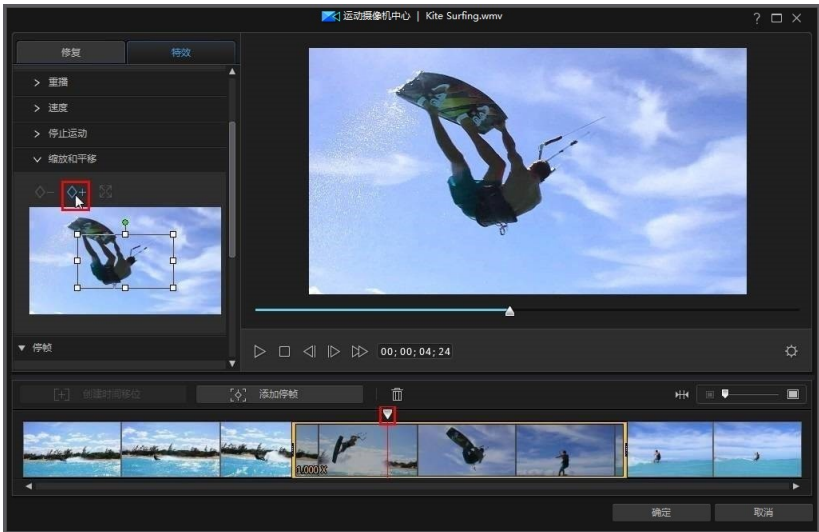 运动摄像机中心 | Kite Surfing.wmv
修复 特效
重播
速度
停止运动
缩放和平移
停帧
00;00;04;24
[+] 创建时间移位 添加停帧
1.000X
确定 取消